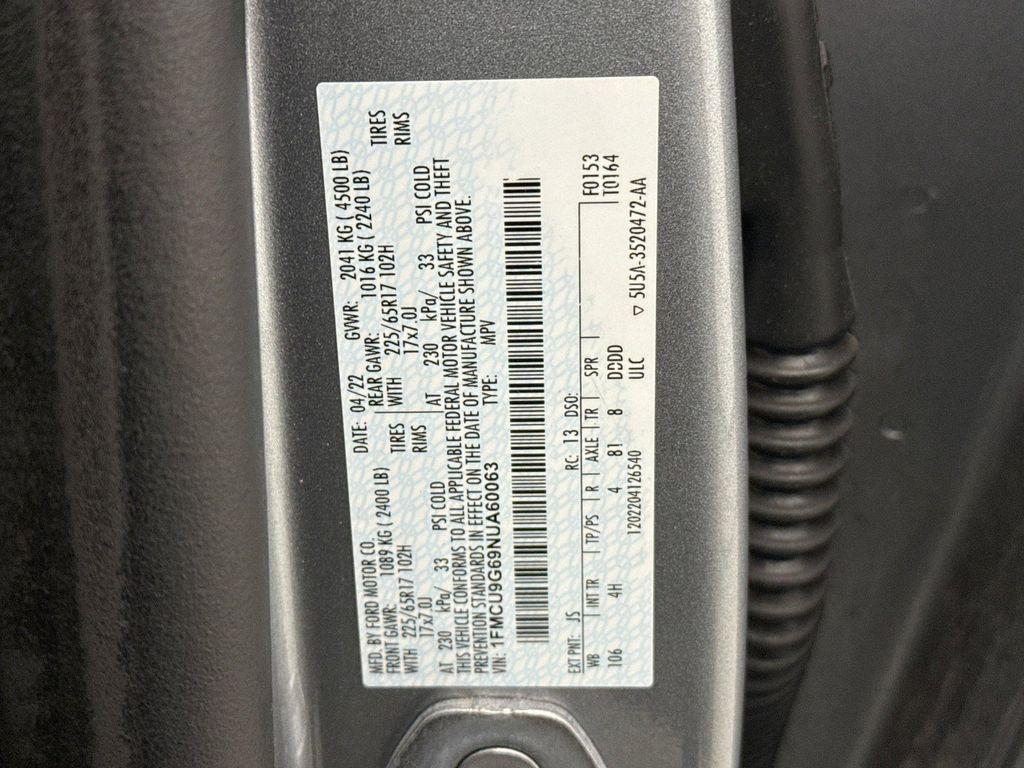 MFD. BY FORD MOTOR CO.
DATE: 04/22 GVWR: 2041 KG ( 4500 LB)
FRONT GAWR: 1089 KG ( 2400 LB) REAR GAWR: 1016 KG ( 2240 LB)
WITH 225/65R17 102H TIRES WITH 225/65R17 102H TIRES
17x7.0J RIMS 17x7.0J RIMS
AT 230 kPa/ 33 PSI COLD AT 230 kPa/ 33 PSI COLD
THIS VEHICLE CONFORMS TO ALL APPLICABLE FEDERAL MOTOR VEHICLE SAFETY AND THEFT
PREVENTION STANDARDS IN EFFECT ON THE DATE OF MANUFACTURE SHOWN ABOVE.
VIN: 1FMCU9G69NUA60063 TYPE: MPV
EXT PNT: JS RC: 13 DSO: F0153
WB INT TR TP/PS R AXLE TR SPR T0164
106 4H 4 81 8 DDDD
1202204126540 ULC 5U5A-3520472-AA